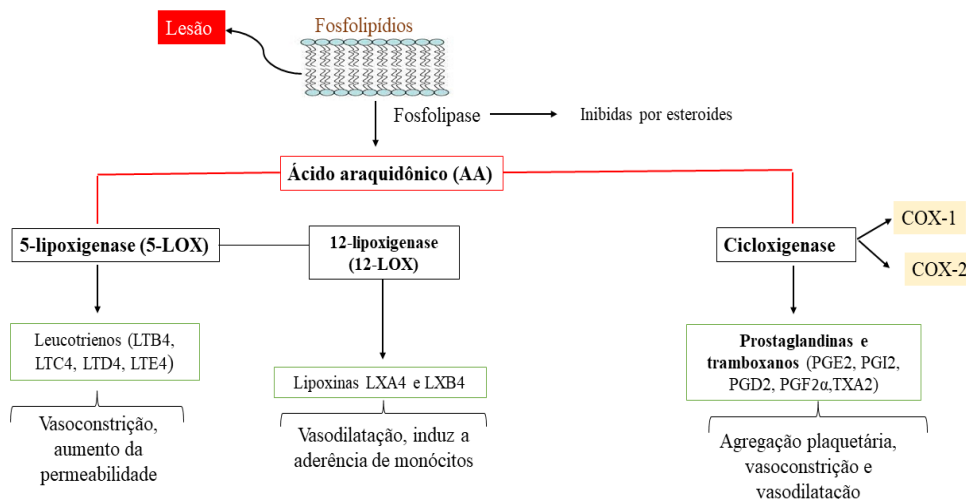 Lesão
Fosfolipídios
Fosfolipase
Inibidas por esteroides
Ácido araquidônico (AA)
5-lipoxigenase (5-LOX)
12-lipoxigenase
(12-LOX)
Cicloxigenase
COX-1
COX-2
Leucotrienos (LTB4,
LTC4, LTD4, LTE4)
Lipoxinas LXA4 e LXB4
Prostaglandinas e
tramboxanos (PGE2, PGI2,
PGD2, PGF2α,TXA2)
Vasoconstrição,
aumento da
permeabilidade
Vasodilatação, induz a
aderência de monócitos
Agregação plaquetária,
vasoconstrição e
vasodilatação